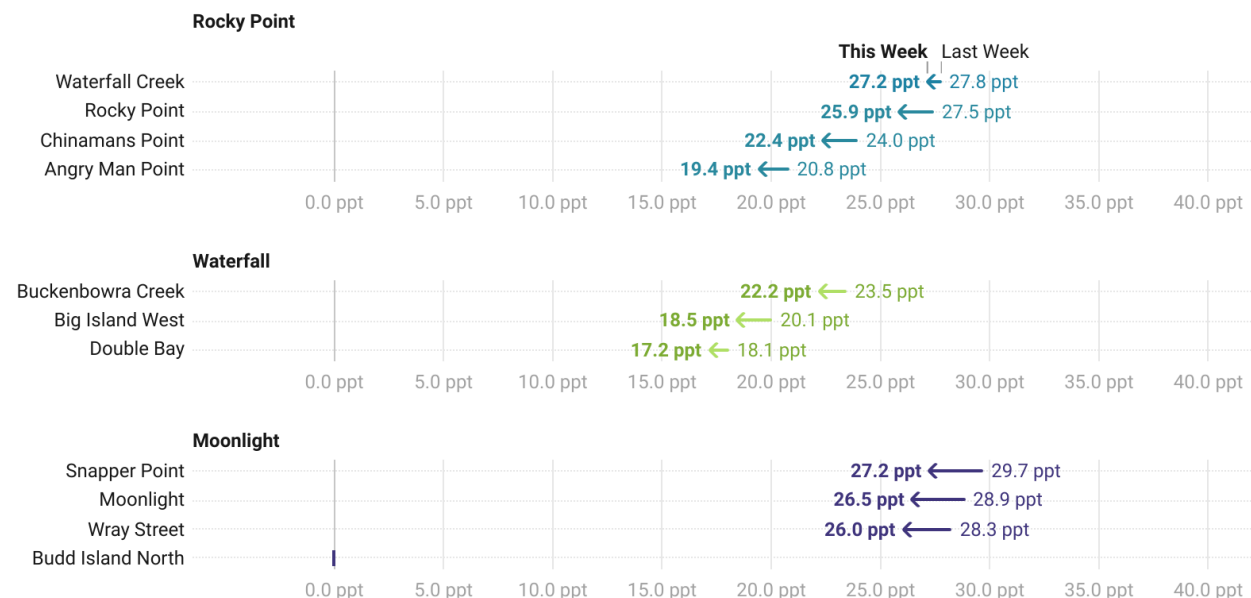 Rocky Point
This Week Last Week
Waterfall Creek 27.2 ppt 27.8 ppt
Rocky Point 25.9 ppt 27.5 ppt
Chinamans Point 22.4 ppt 24.0 ppt
Angry Man Point 19.4 ppt 20.8 ppt
0.0 ppt 5.0 ppt 10.0 ppt 15.0 ppt 20.0 ppt 25.0 ppt 30.0 ppt 35.0 ppt 40.0 ppt
Waterfall
Buckenbowra Creek 22.2 ppt 23.5 ppt
Big Island West 18.5 ppt 20.1 ppt
Double Bay 17.2 ppt 18.1 ppt
0.0 ppt 5.0 ppt 10.0 ppt 15.0 ppt 20.0 ppt 25.0 ppt 30.0 ppt 35.0 ppt 40.0 ppt
Moonlight
Snapper Point 27.2 ppt 29.7 ppt
Moonlight 26.5 ppt 28.9 ppt
Wray Street 26.0 ppt 28.3 ppt
Budd Island North
0.0 ppt 5.0 ppt 10.0 ppt 15.0 ppt 20.0 ppt 25.0 ppt 30.0 ppt 35.0 ppt 40.0 ppt